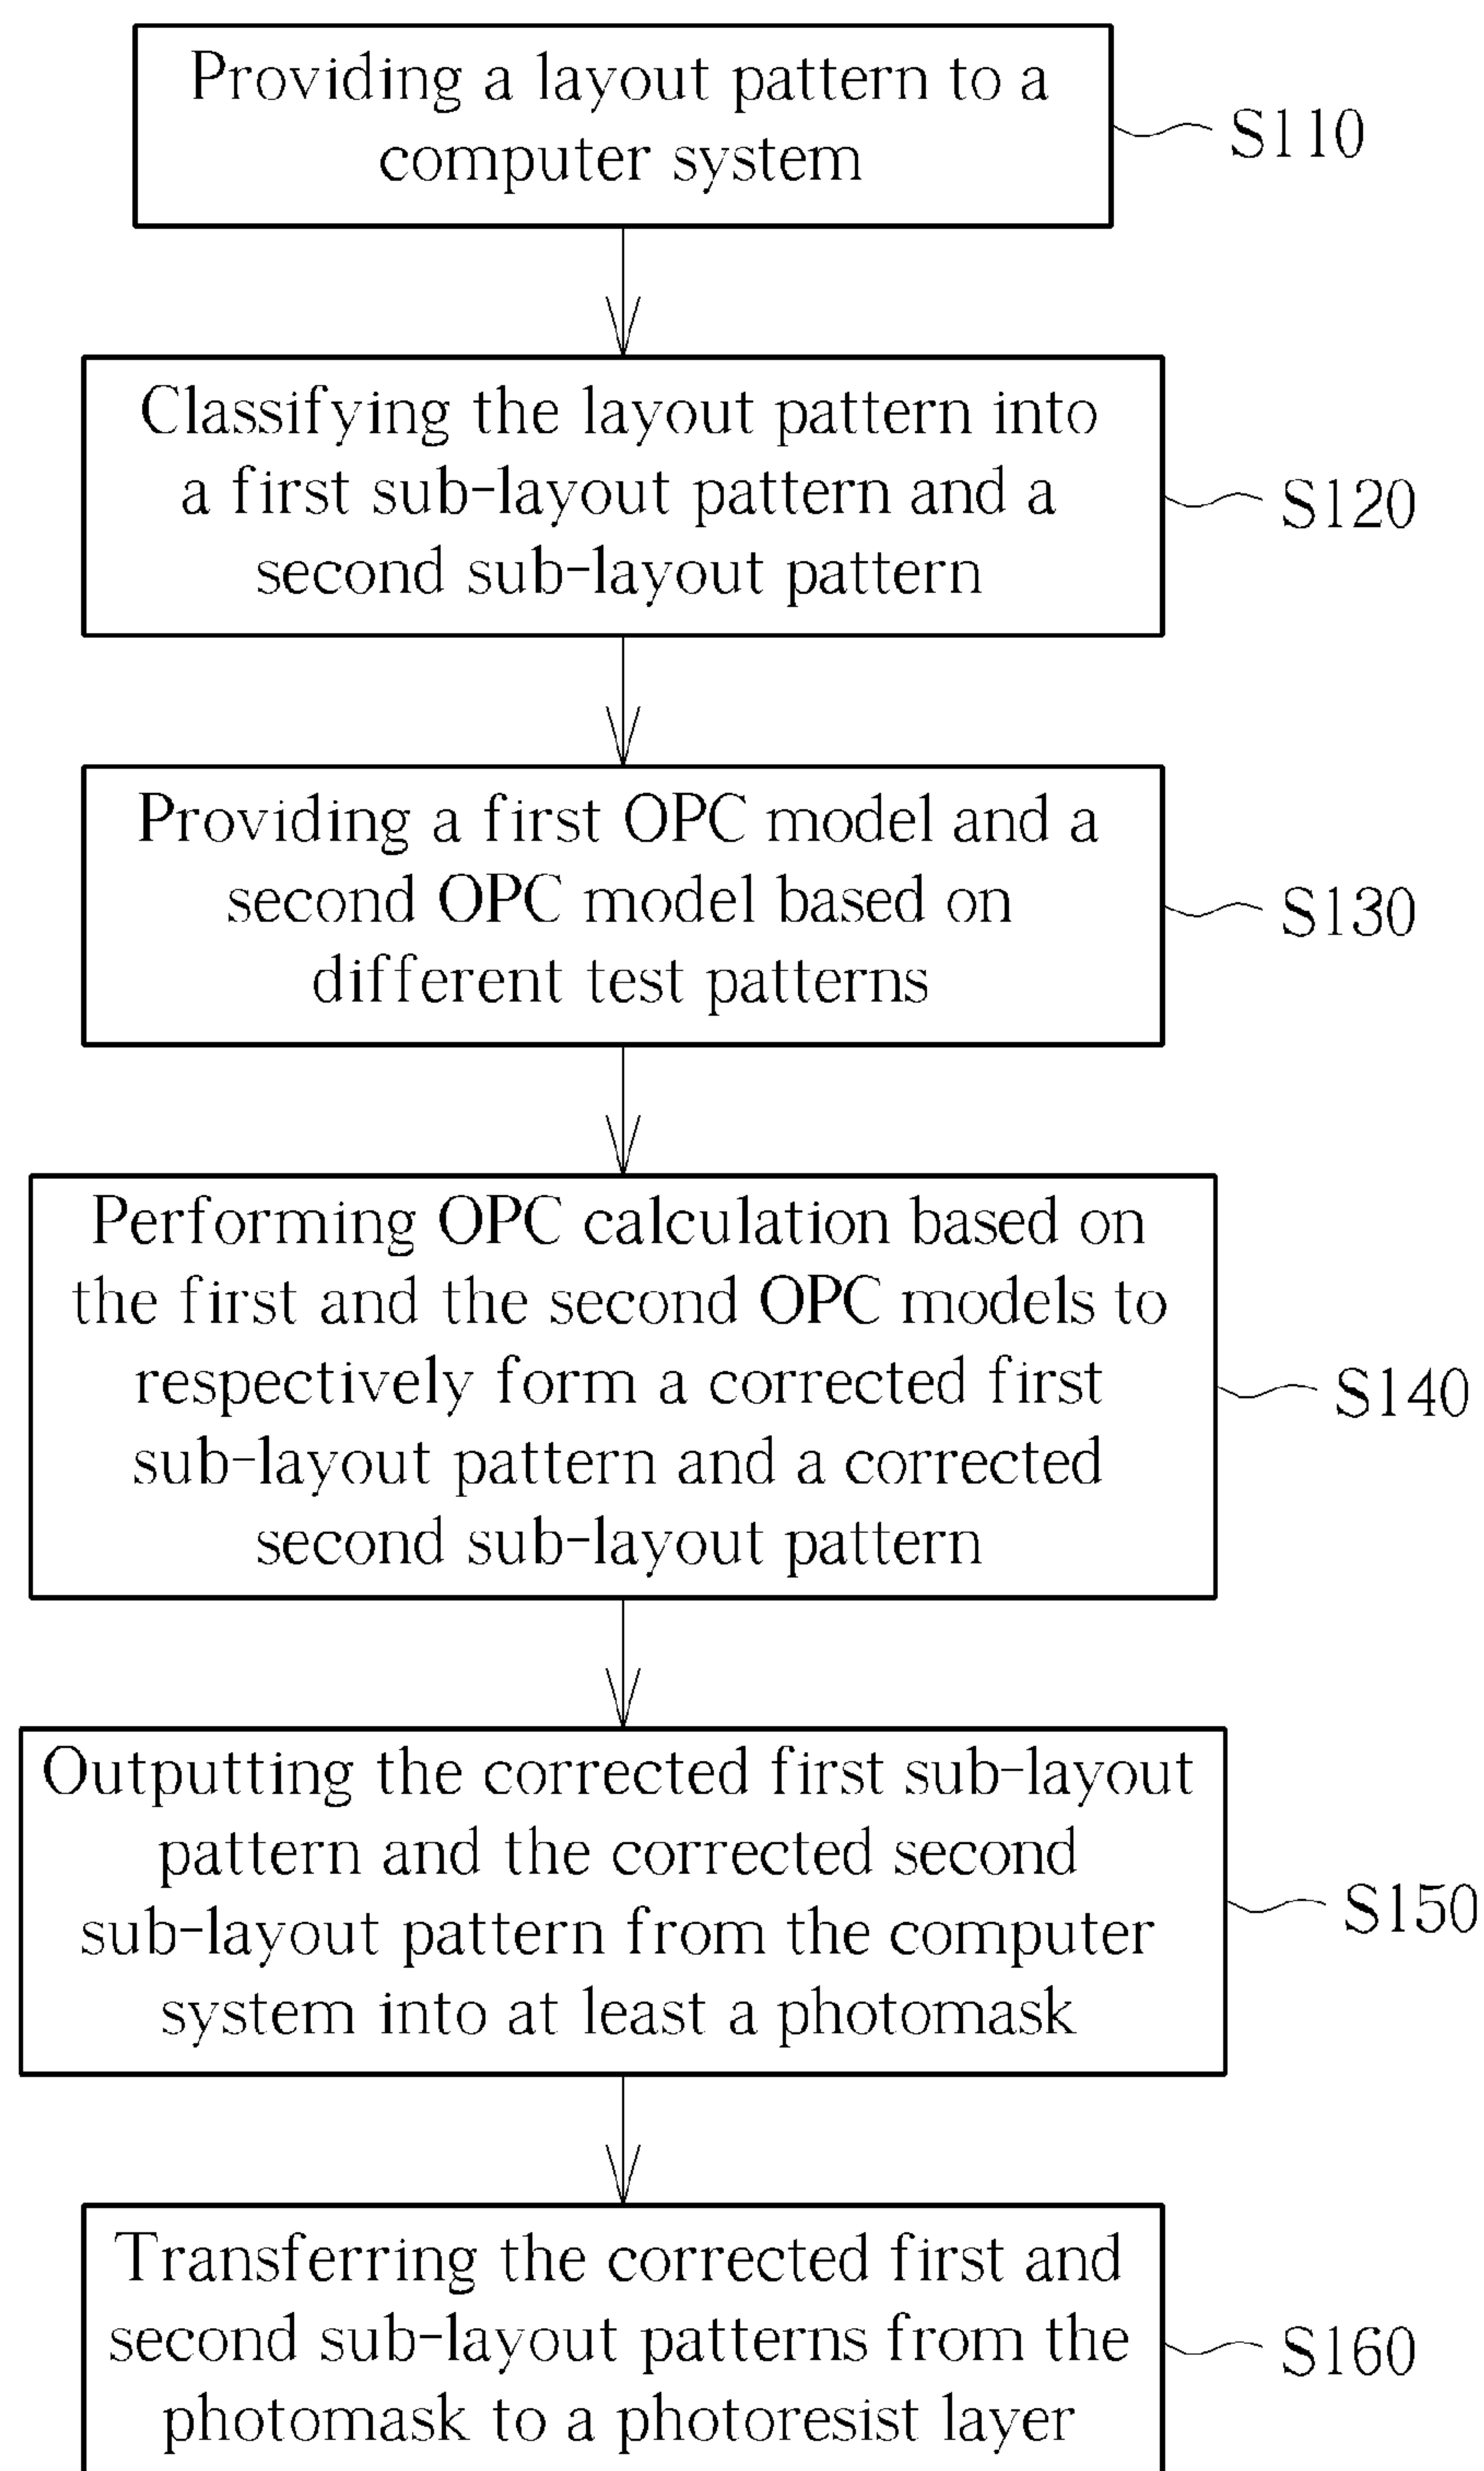 Providing a layout pattern to a
computer system
S110
Classifying the layout pattern into
a first sub-layout pattern and a
second sub-layout pattern
S120
Providing a first OPC model and a
second OPC model based on
different test patterns
S130
Performing OPC calculation based on
the first and the second OPC models to
respectively form a corrected first
sub-layout pattern and a corrected
second sub-layout pattern
S140
Outputting the corrected first sub-layout
pattern and the corrected second
sub-layout pattern from the computer
system into at least a photomask
S150
Transferring the corrected first and
second sub-layout patterns from the
photomask to a photoresist layer
S160